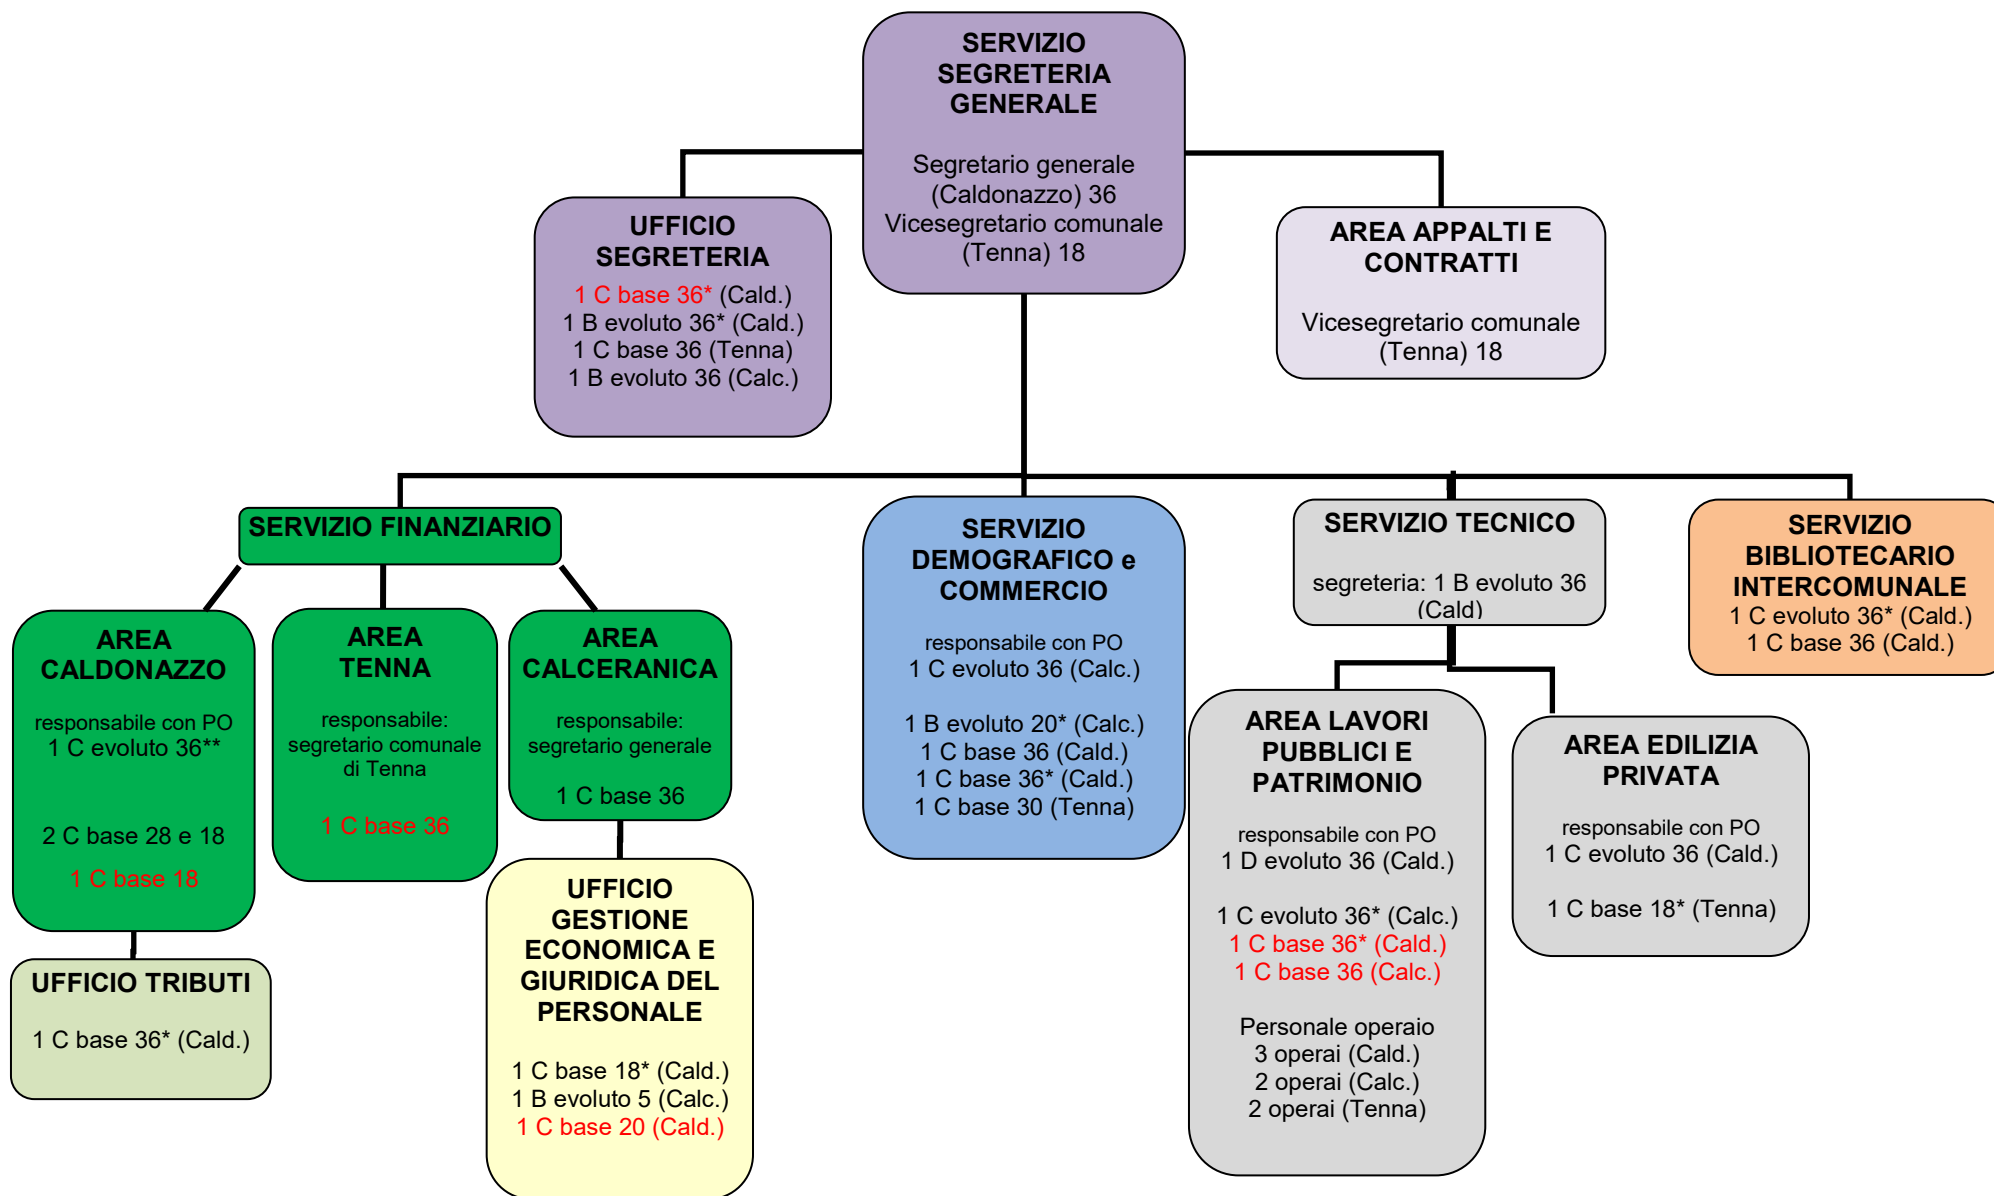 SERVIZIO
SEGRETERIA
GENERALE
Segretario generale
(Caldonazzo) 36
Vicesegretario comunale
(Tenna) 18
UFFICIO
SEGRETERIA
1 C base 36* (Cald.)
1 B evoluto 36* (Cald.)
1 C base 36 (Tenna)
1 B evoluto 36 (Calc.)
AREA APPALTI E
CONTRATTI
Vicesegretario comunale
(Tenna) 18
SERVIZIO FINANZIARIO
AREA
CALDONAZZO
responsabile con PO
1 C evoluto 36**
2 C base 28 e 18
1 C base 18
UFFICIO TRIBUTI
1 C base 36* (Cald.)
AREA
TENNA
responsabile:
segretario comunale
di Tenna
1 C base 36
AREA
CALCERANICA
responsabile:
segretario generale
1 C base 36
UFFICIO
GESTIONE
ECONOMICA E
GIURIDICA DEL
PERSONALE
1 C base 18* (Cald.)
1 B evoluto 5 (Calc.)
1 C base 20 (Cald.)
SERVIZIO
DEMOGRAFICO e
COMMERCIO
responsabile con PO
1 C evoluto 36 (Calc.)
1 B evoluto 20* (Calc.)
1 C base 36 (Cald.)
1 C base 36* (Cald.)
1 C base 30 (Tenna)
SERVIZIO TECNICO
segreteria: 1 B evoluto 36
(Cald)
AREA LAVORI
PUBBLICI E
PATRIMONIO
responsabile con PO
1 D evoluto 36 (Cald.)
1 C evoluto 36* (Calc.)
1 C base 36* (Cald.)
1 C base 36 (Calc.)
Personale operaio
3 operai (Cald.)
2 operai (Calc.)
2 operai (Tenna)
AREA EDILIZIA
PRIVATA
responsabile con PO
1 C evoluto 36 (Cald.)
1 C base 18* (Tenna)
SERVIZIO
BIBLIOTECARIO
INTERCOMUNALE
1 C evoluto 36* (Cald.)
1 C base 36 (Cald.)